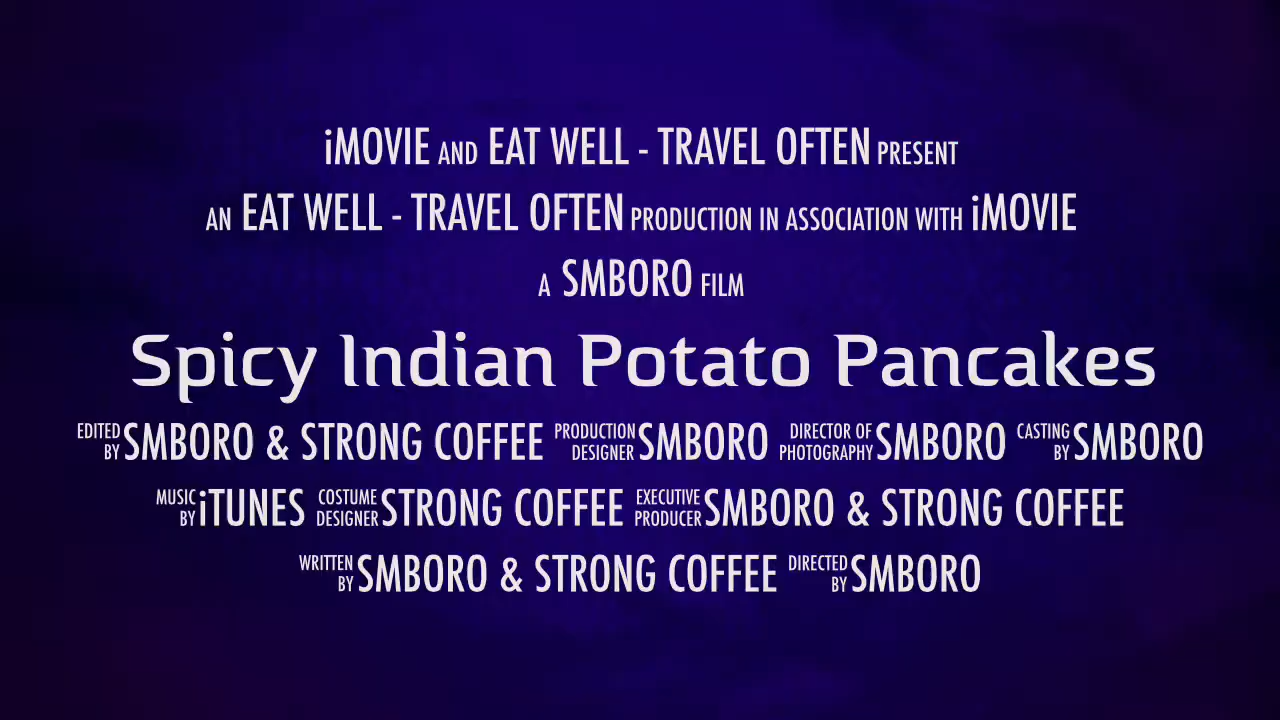 iMOVIE AND EAT WELL - TRAVEL OFTEN PRESENT
AN EAT WELL - TRAVEL OFTEN PRODUCTION IN ASSOCIATION WITH iMOVIE
A SMBORO FILM
Spicy Indian Potato Pancakes
EDITED BY SMBORO & STRONG COFFEE PRODUCTION DESIGNER SMBORO DIRECTOR OF PHOTOGRAPHY SMBORO CASTING BY SMBORO
MUSIC BY iTUNES COSTUME DESIGNER STRONG COFFEE EXECUTIVE PRODUCER SMBORO & STRONG COFFEE
WRITTEN BY SMBORO & STRONG COFFEE DIRECTED BY SMBORO